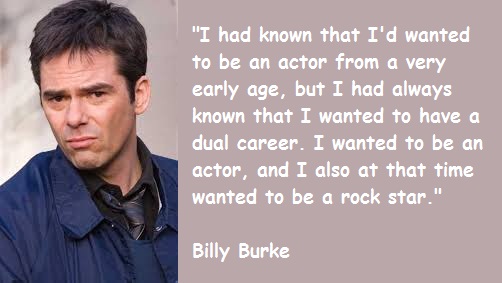 "I had known that I'd wanted
to be an actor from a very
early age, but I had always
known that I wanted to have a
dual career. I wanted to be an
actor, and I also at that time
wanted to be a rock star."
Billy Burke